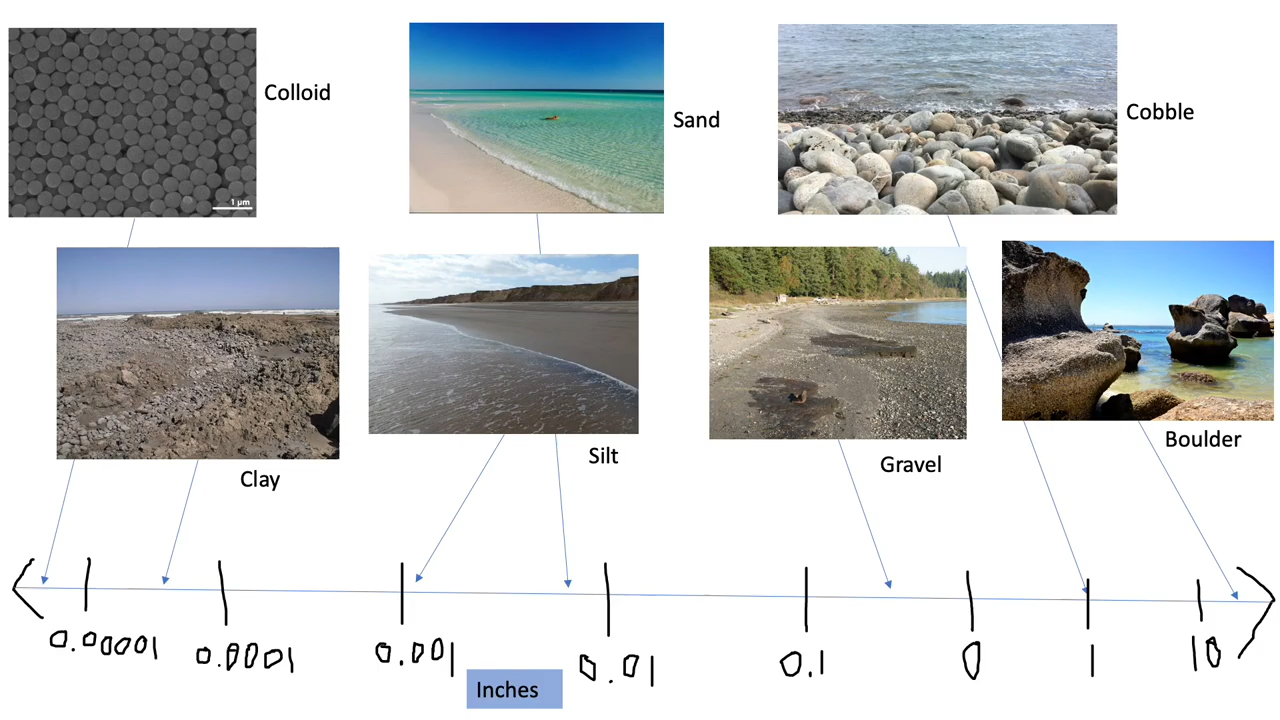 Colloid
1 µm
Sand
Cobble
Clay
Silt
Gravel
Boulder
0.00001
0.0001
0.001
0.01
0.1
0
1
10
Inches